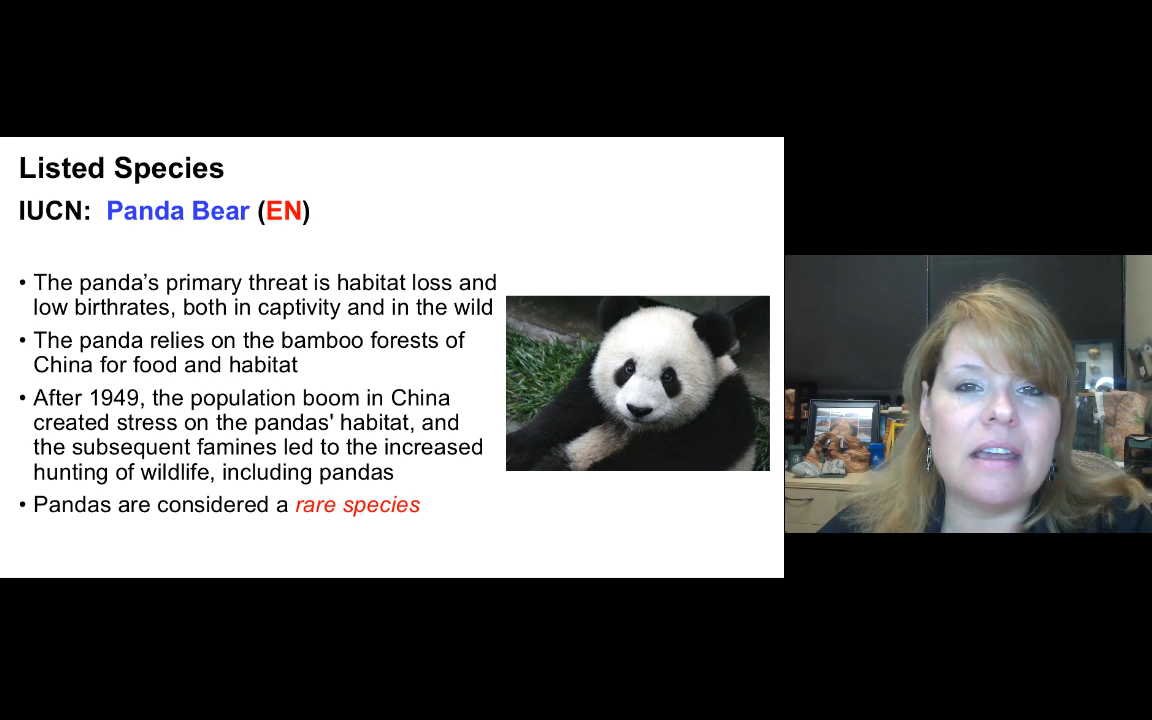 Listed Species
IUCN: Panda Bear (EN)
• The panda’s primary threat is habitat loss and
low birthrates, both in captivity and in the wild
• The panda relies on the bamboo forests of
China for food and habitat
• After 1949, the population boom in China
created stress on the pandas' habitat, and
the subsequent famines led to the increased
hunting of wildlife, including pandas
• Pandas are considered a rare species